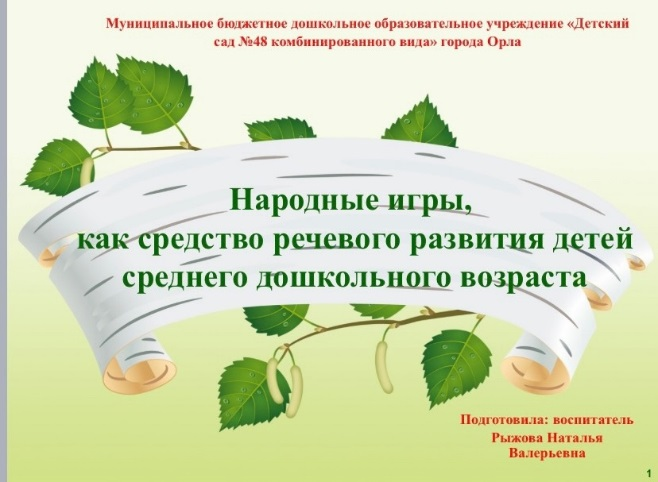 Муниципальное бюджетное дошкольное образовательное учреждение «Детский
сад №48 комбинированного вида» города Орла
Народные игры,
как средство речевого развития детей
среднего дошкольного возраста
Подготовила: воспитатель
Рыжова Наталья
Валерьевна
1